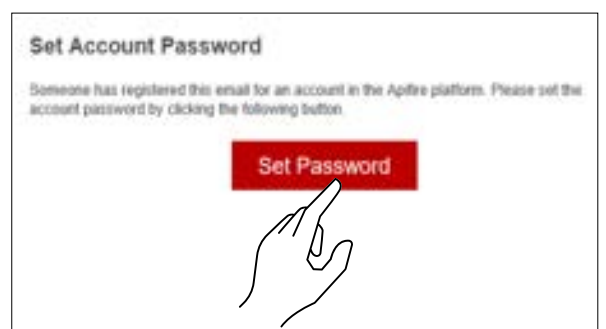 Set Account Password
Someone has registered this email for an account in the Apifire platform. Please set the
account password by clicking the following button
Set Password